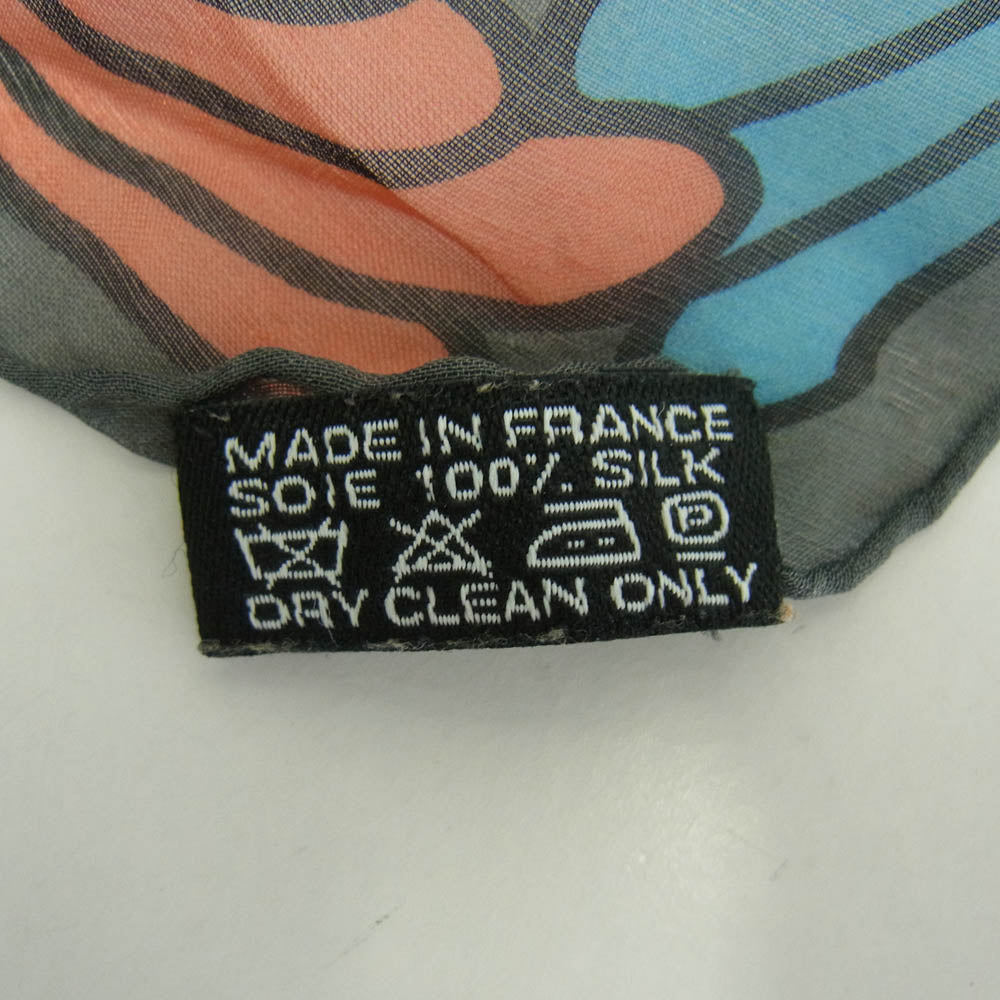 MADE IN FRANCE
SOIE 100% SILK
P
DRY CLEAN ONLY